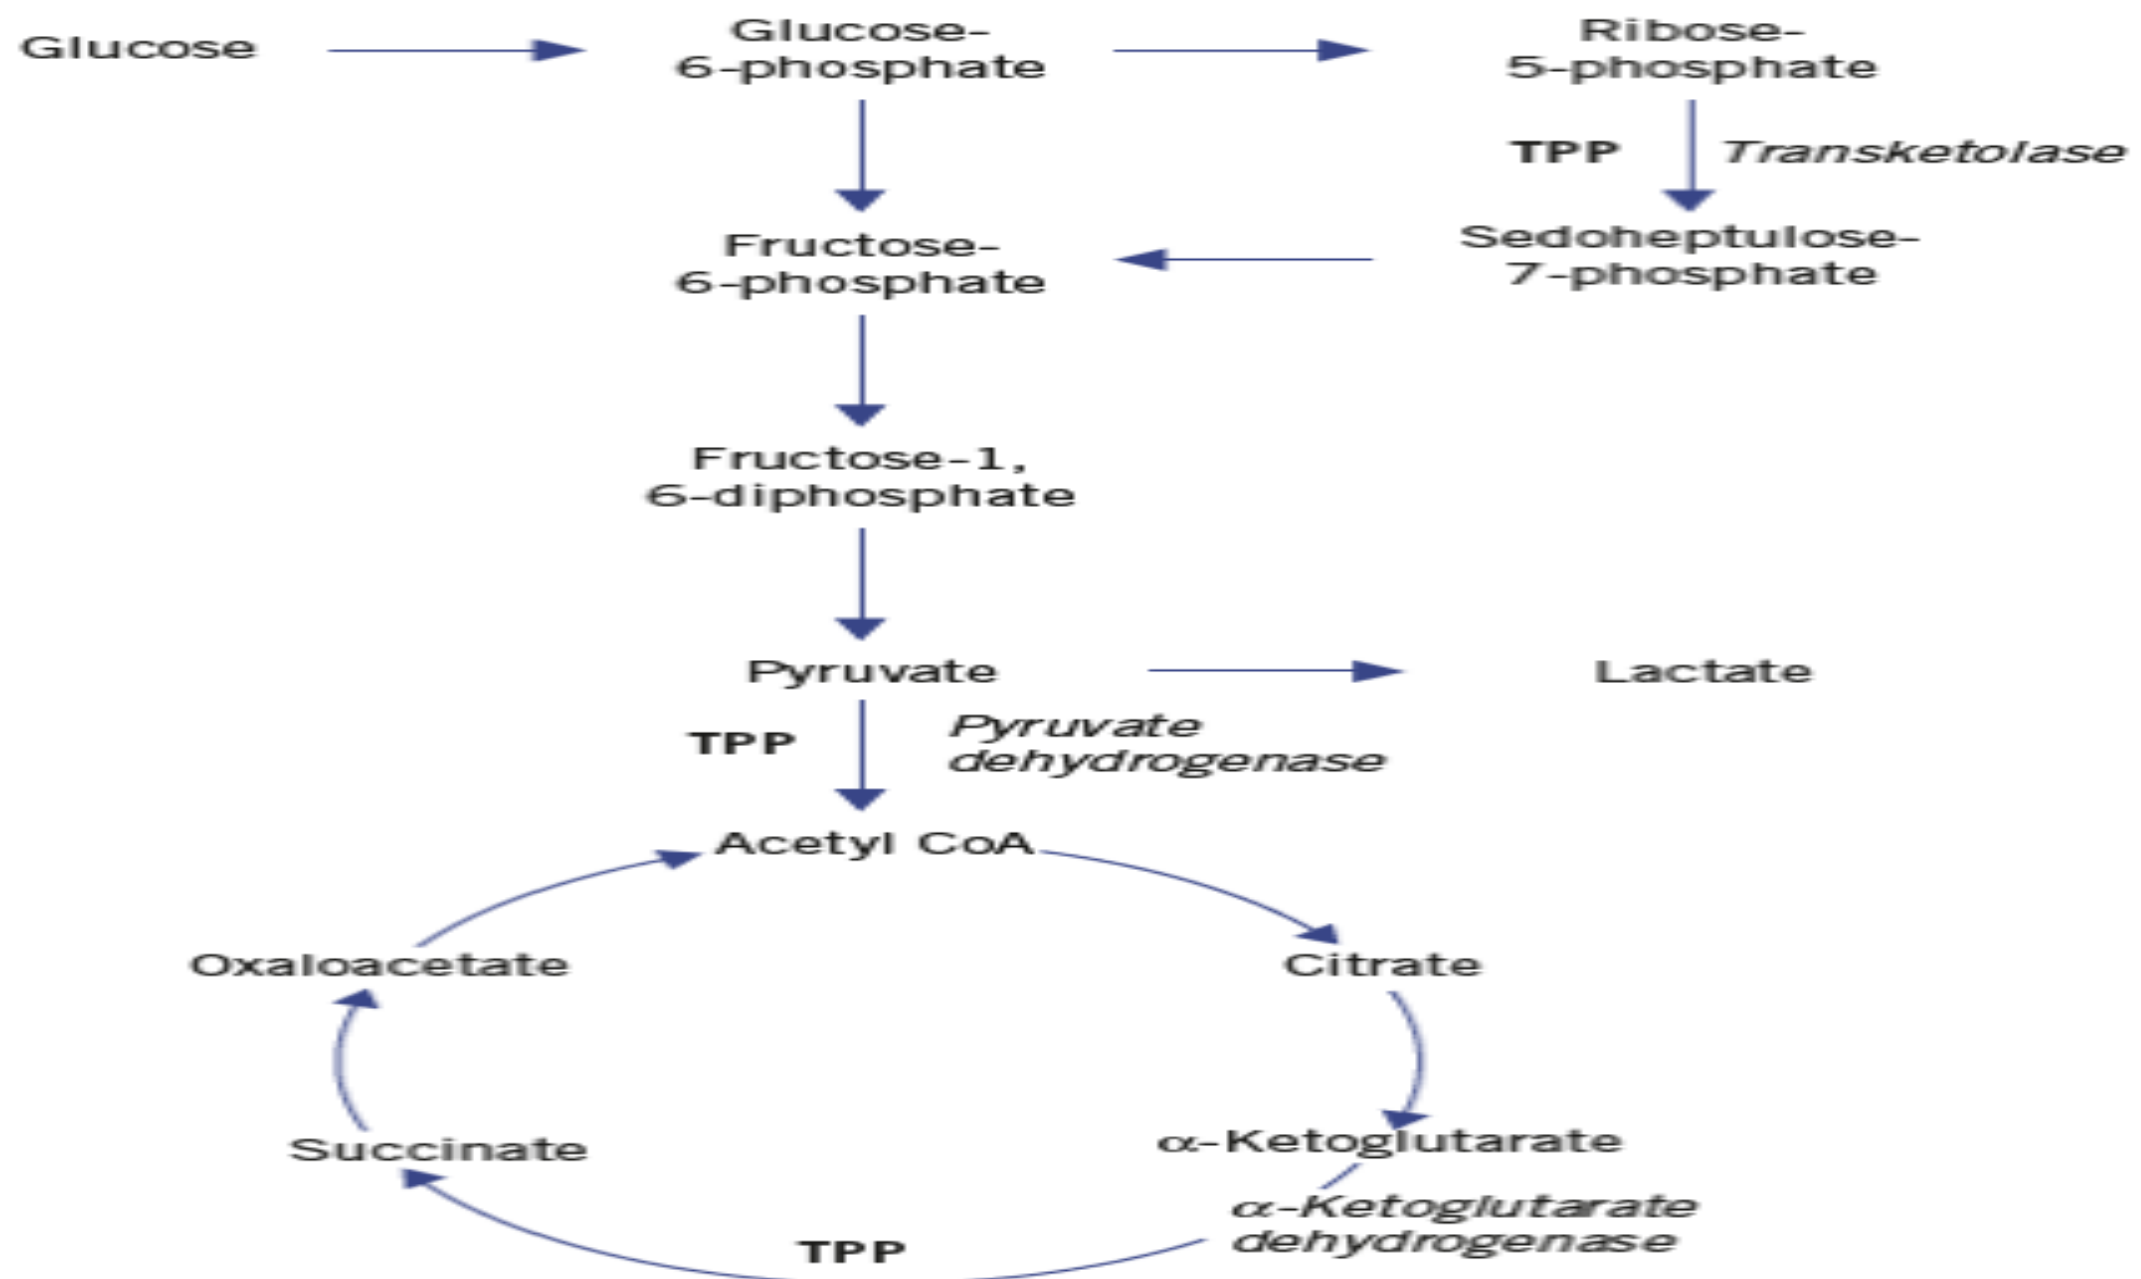 Glucose
Glucose-
6-phosphate
Ribose-
5-phosphate
TPP
Transketolase
Fructose-
6-phosphate
Sedoheptulose-
7-phosphate
Fructose-1,
6-diphosphate
Pyruvate
Lactate
TPP
Pyruvate
dehydrogenase
Acetyl CoA
Oxaloacetate
Citrate
Succinate
α-Ketoglutarate
α-Ketoglutarate
dehydrogenase
TPP